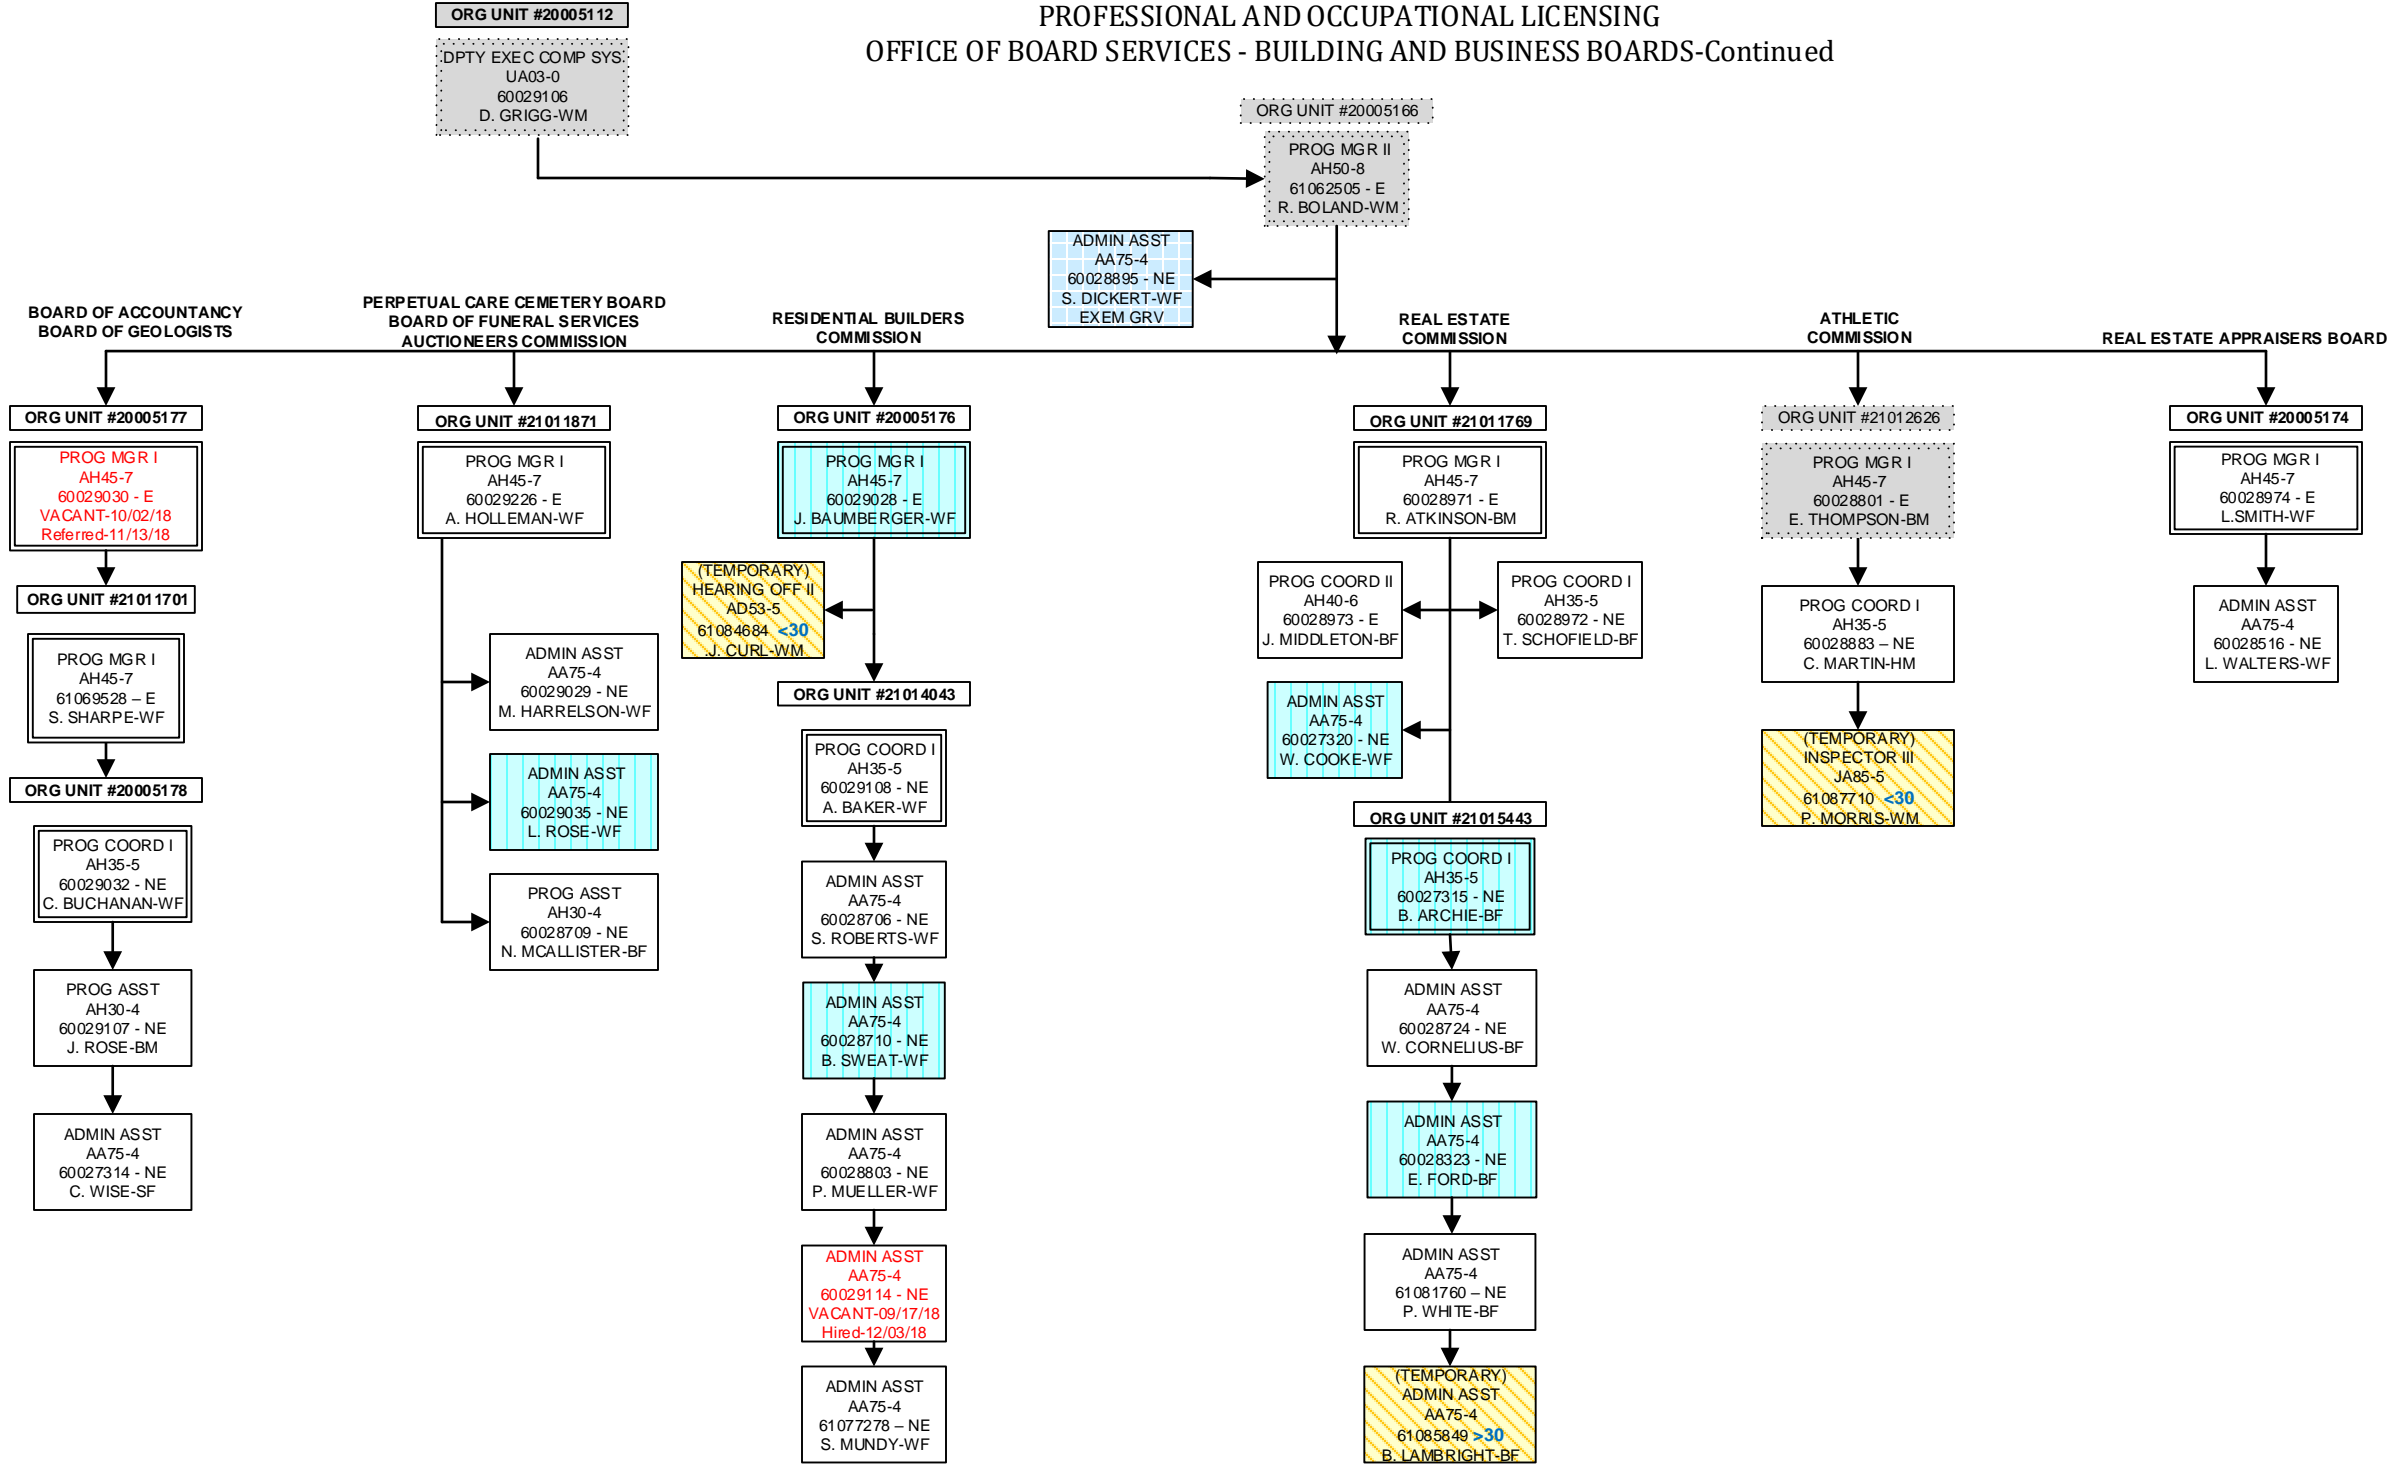 ORG UNIT #20005112
PROFESSIONAL AND OCCUPATIONAL LICENSING
OFFICE OF BOARD SERVICES - BUILDING AND BUSINESS BOARDS-Continued
DPTY EXEC COMP SYS
UA03-0
60029106
D. GRIGG-WM
ORG UNIT #20005166
PROG MGR II
AH50-8
61062505 - E
R. BOLAND-WM
ADMIN ASST
AA75-4
60028895 - NE
S. DICKERT-WF
EXEM GRV
BOARD OF ACCOUNTANCY
BOARD OF GEOLOGISTS
ORG UNIT #20005177
PROG MGR I
AH45-7
60029030 - E
VACANT-10/02/18
Referred-11/13/18
ORG UNIT #21011701
PROG MGR I
AH45-7
61069528 – E
S. SHARPE-WF
ORG UNIT #20005178
PROG COORD I
AH35-5
60029032 - NE
C. BUCHANAN-WF
PROG ASST
AH30-4
60029107 - NE
J. ROSE-BM
ADMIN ASST
AA75-4
60027314 - NE
C. WISE-SF
PERPETUAL CARE CEMETERY BOARD
BOARD OF FUNERAL SERVICES
AUCTIONEERS COMMISSION
ORG UNIT #21011871
PROG MGR I
AH45-7
60029226 - E
A. HOLLEMAN-WF
ADMIN ASST
AA75-4
60029029 - NE
M. HARRELSON-WF
ADMIN ASST
AA75-4
60029035 - NE
L. ROSE-WF
PROG ASST
AH30-4
60028709 - NE
N. MCALLISTER-BF
RESIDENTIAL BUILDERS
COMMISSION
ORG UNIT #20005176
PROG MGR I
AH45-7
60029028 - E
J. BAUMBERGER-WF
(TEMPORARY)
HEARING OFF II
AD53-5
61084684 <30
.J. CURL-WM
ORG UNIT #21014043
PROG COORD I
AH35-5
60029108 - NE
A. BAKER-WF
ADMIN ASST
AA75-4
60028706 - NE
S. ROBERTS-WF
ADMIN ASST
AA75-4
60028710 - NE
B. SWEAT-WF
ADMIN ASST
AA75-4
60028803 - NE
P. MUELLER-WF
ADMIN ASST
AA75-4
60029114 - NE
VACANT-09/17/18
Hired-12/03/18
ADMIN ASST
AA75-4
61077278 – NE
S. MUNDY-WF
REAL ESTATE
COMMISSION
ORG UNIT #21011769
PROG MGR I
AH45-7
60028971 - E
R. ATKINSON-BM
PROG COORD II
AH40-6
60028973 - E
J. MIDDLETON-BF
PROG COORD I
AH35-5
60028972 - NE
T. SCHOFIELD-BF
ADMIN ASST
AA75-4
60027320 - NE
W. COOKE-WF
ORG UNIT #21015443
PROG COORD I
AH35-5
60027315 - NE
B. ARCHIE-BF
ADMIN ASST
AA75-4
60028724 - NE
W. CORNELIUS-BF
ADMIN ASST
AA75-4
60028323 - NE
E. FORD-BF
ADMIN ASST
AA75-4
61081760 – NE
P. WHITE-BF
(TEMPORARY)
ADMIN ASST
AA75-4
61085849 >30
B. LAMBRIGHT-BF
ATHLETIC
COMMISSION
ORG UNIT #21012626
PROG MGR I
AH45-7
60028801 - E
E. THOMPSON-BM
PROG COORD I
AH35-5
60028883 – NE
C. MARTIN-HM
(TEMPORARY)
INSPECTOR III
JA85-5
61087710 <30
P. MORRIS-WM
REAL ESTATE APPRAISERS BOARD
ORG UNIT #20005174
PROG MGR I
AH45-7
60028974 - E
L.SMITH-WF
ADMIN ASST
AA75-4
60028516 - NE
L. WALTERS-WF